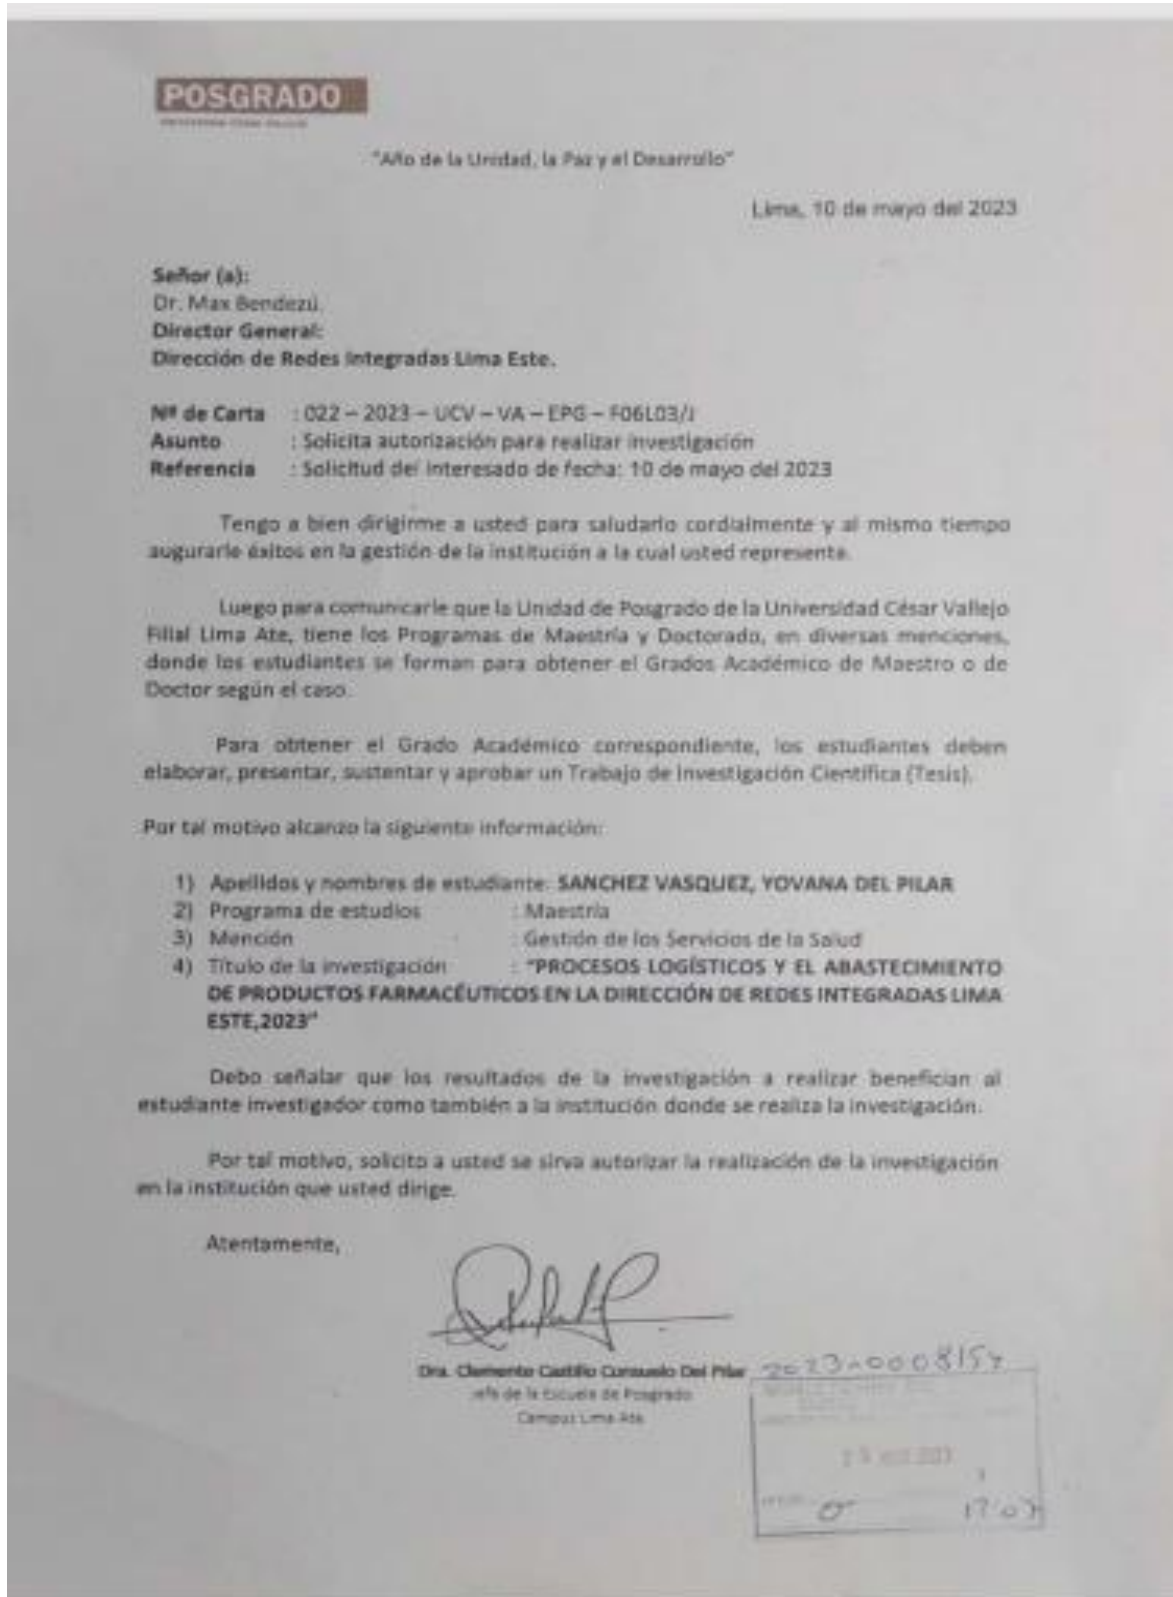 POSGRADO
UNIVERSIDAD CÉSAR VALLEJO
"Año de la Unidad, la Paz y el Desarrollo"
Lima, 10 de mayo del 2023
Señor (a):
Dr. Max Bendezú.
Director General:
Dirección de Redes Integradas Lima Este.
Nº de Carta : 022 – 2023 – UCV – VA – EPG – F06L03/J
Asunto : Solicita autorización para realizar investigación
Referencia : Solicitud del interesado de fecha: 10 de mayo del 2023
Tengo a bien dirigirme a usted para saludarlo cordialmente y al mismo tiempo
augurarle éxitos en la gestión de la institución a la cual usted representa.
Luego para comunicarle que la Unidad de Posgrado de la Universidad César Vallejo
Filial Lima Ate, tiene los Programas de Maestría y Doctorado, en diversas menciones,
donde los estudiantes se forman para obtener el Grados Académico de Maestro o de
Doctor según el caso.
Para obtener el Grado Académico correspondiente, los estudiantes deben
elaborar, presentar, sustentar y aprobar un Trabajo de Investigación Científica (Tesis).
Por tal motivo alcanzo la siguiente información:
1) Apellidos y nombres de estudiante: SANCHEZ VASQUEZ, YOVANA DEL PILAR
2) Programa de estudios : Maestría
3) Mención : Gestión de los Servicios de la Salud
4) Título de la investigación : "PROCESOS LOGÍSTICOS Y EL ABASTECIMIENTO
DE PRODUCTOS FARMACÉUTICOS EN LA DIRECCIÓN DE REDES INTEGRADAS LIMA
ESTE,2023"
Debo señalar que los resultados de la investigación a realizar benefician al
estudiante investigador como también a la institución donde se realiza la investigación.
Por tal motivo, solicito a usted se sirva autorizar la realización de la investigación
en la institución que usted dirige.
Atentamente,
Dra. Clemente Castillo Consuelo Del Pilar
Jefa de la Escuela de Posgrado
Campus Lima Ate